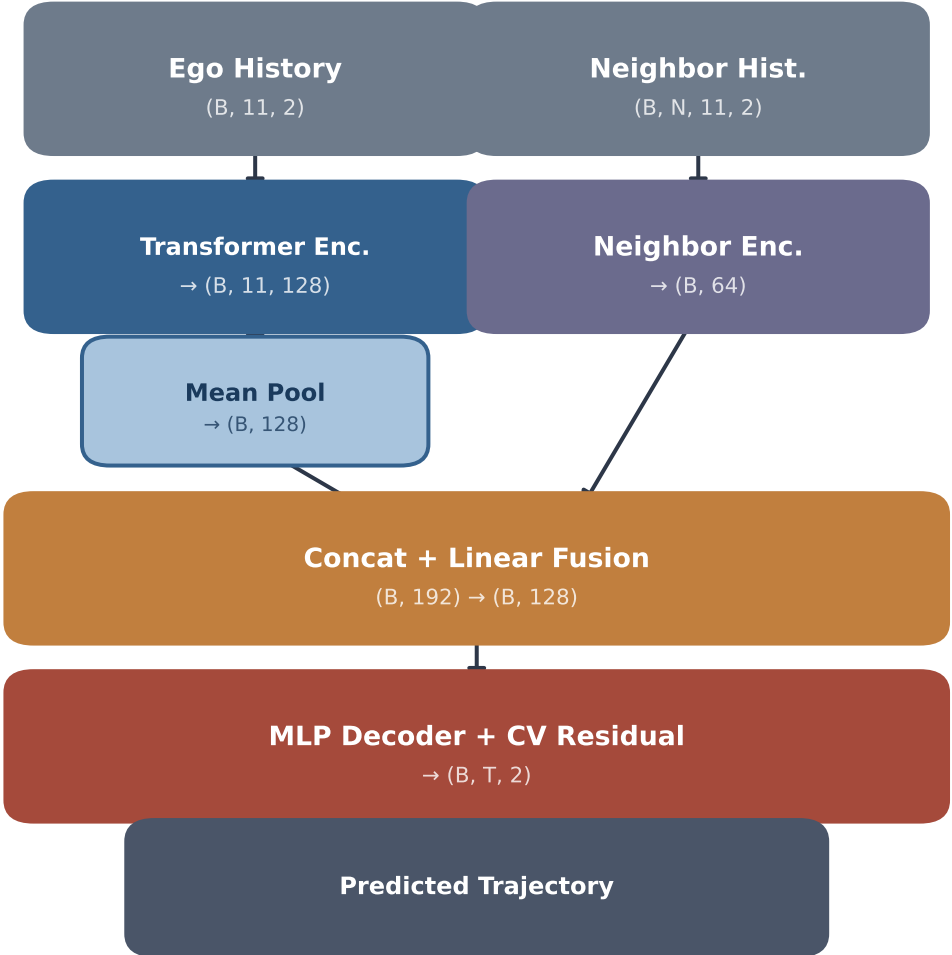 Ego History
(B, 11, 2)
Neighbor Hist.
(B, N, 11, 2)
Transformer Enc.
→ (B, 11, 128)
Neighbor Enc.
→ (B, 64)
Mean Pool
→ (B, 128)
Concat + Linear Fusion
(B, 192) → (B, 128)
MLP Decoder + CV Residual
→ (B, T, 2)
Predicted Trajectory